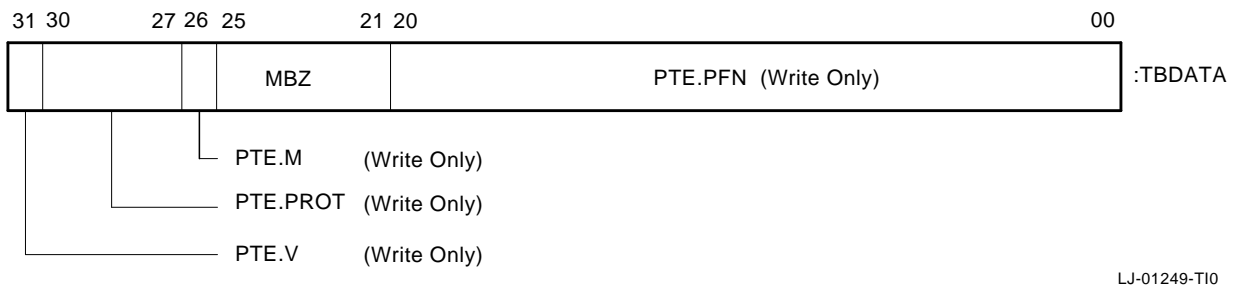 31 30 27 26 25 21 20 00
MBZ PTE.PFN (Write Only) :TBDATA
PTE.M (Write Only)
PTE.PROT (Write Only)
PTE.V (Write Only)
LJ-01249-TI0